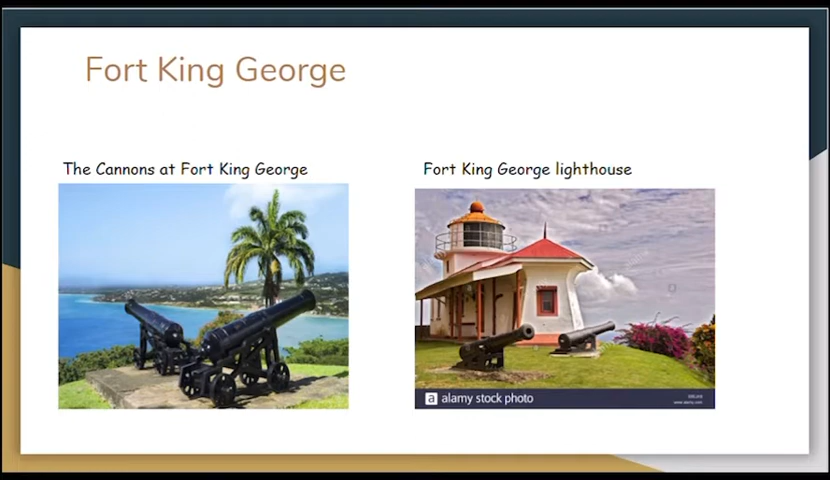 Fort King George
The Cannons at Fort King George
Fort King George lighthouse
a alamy stock photo